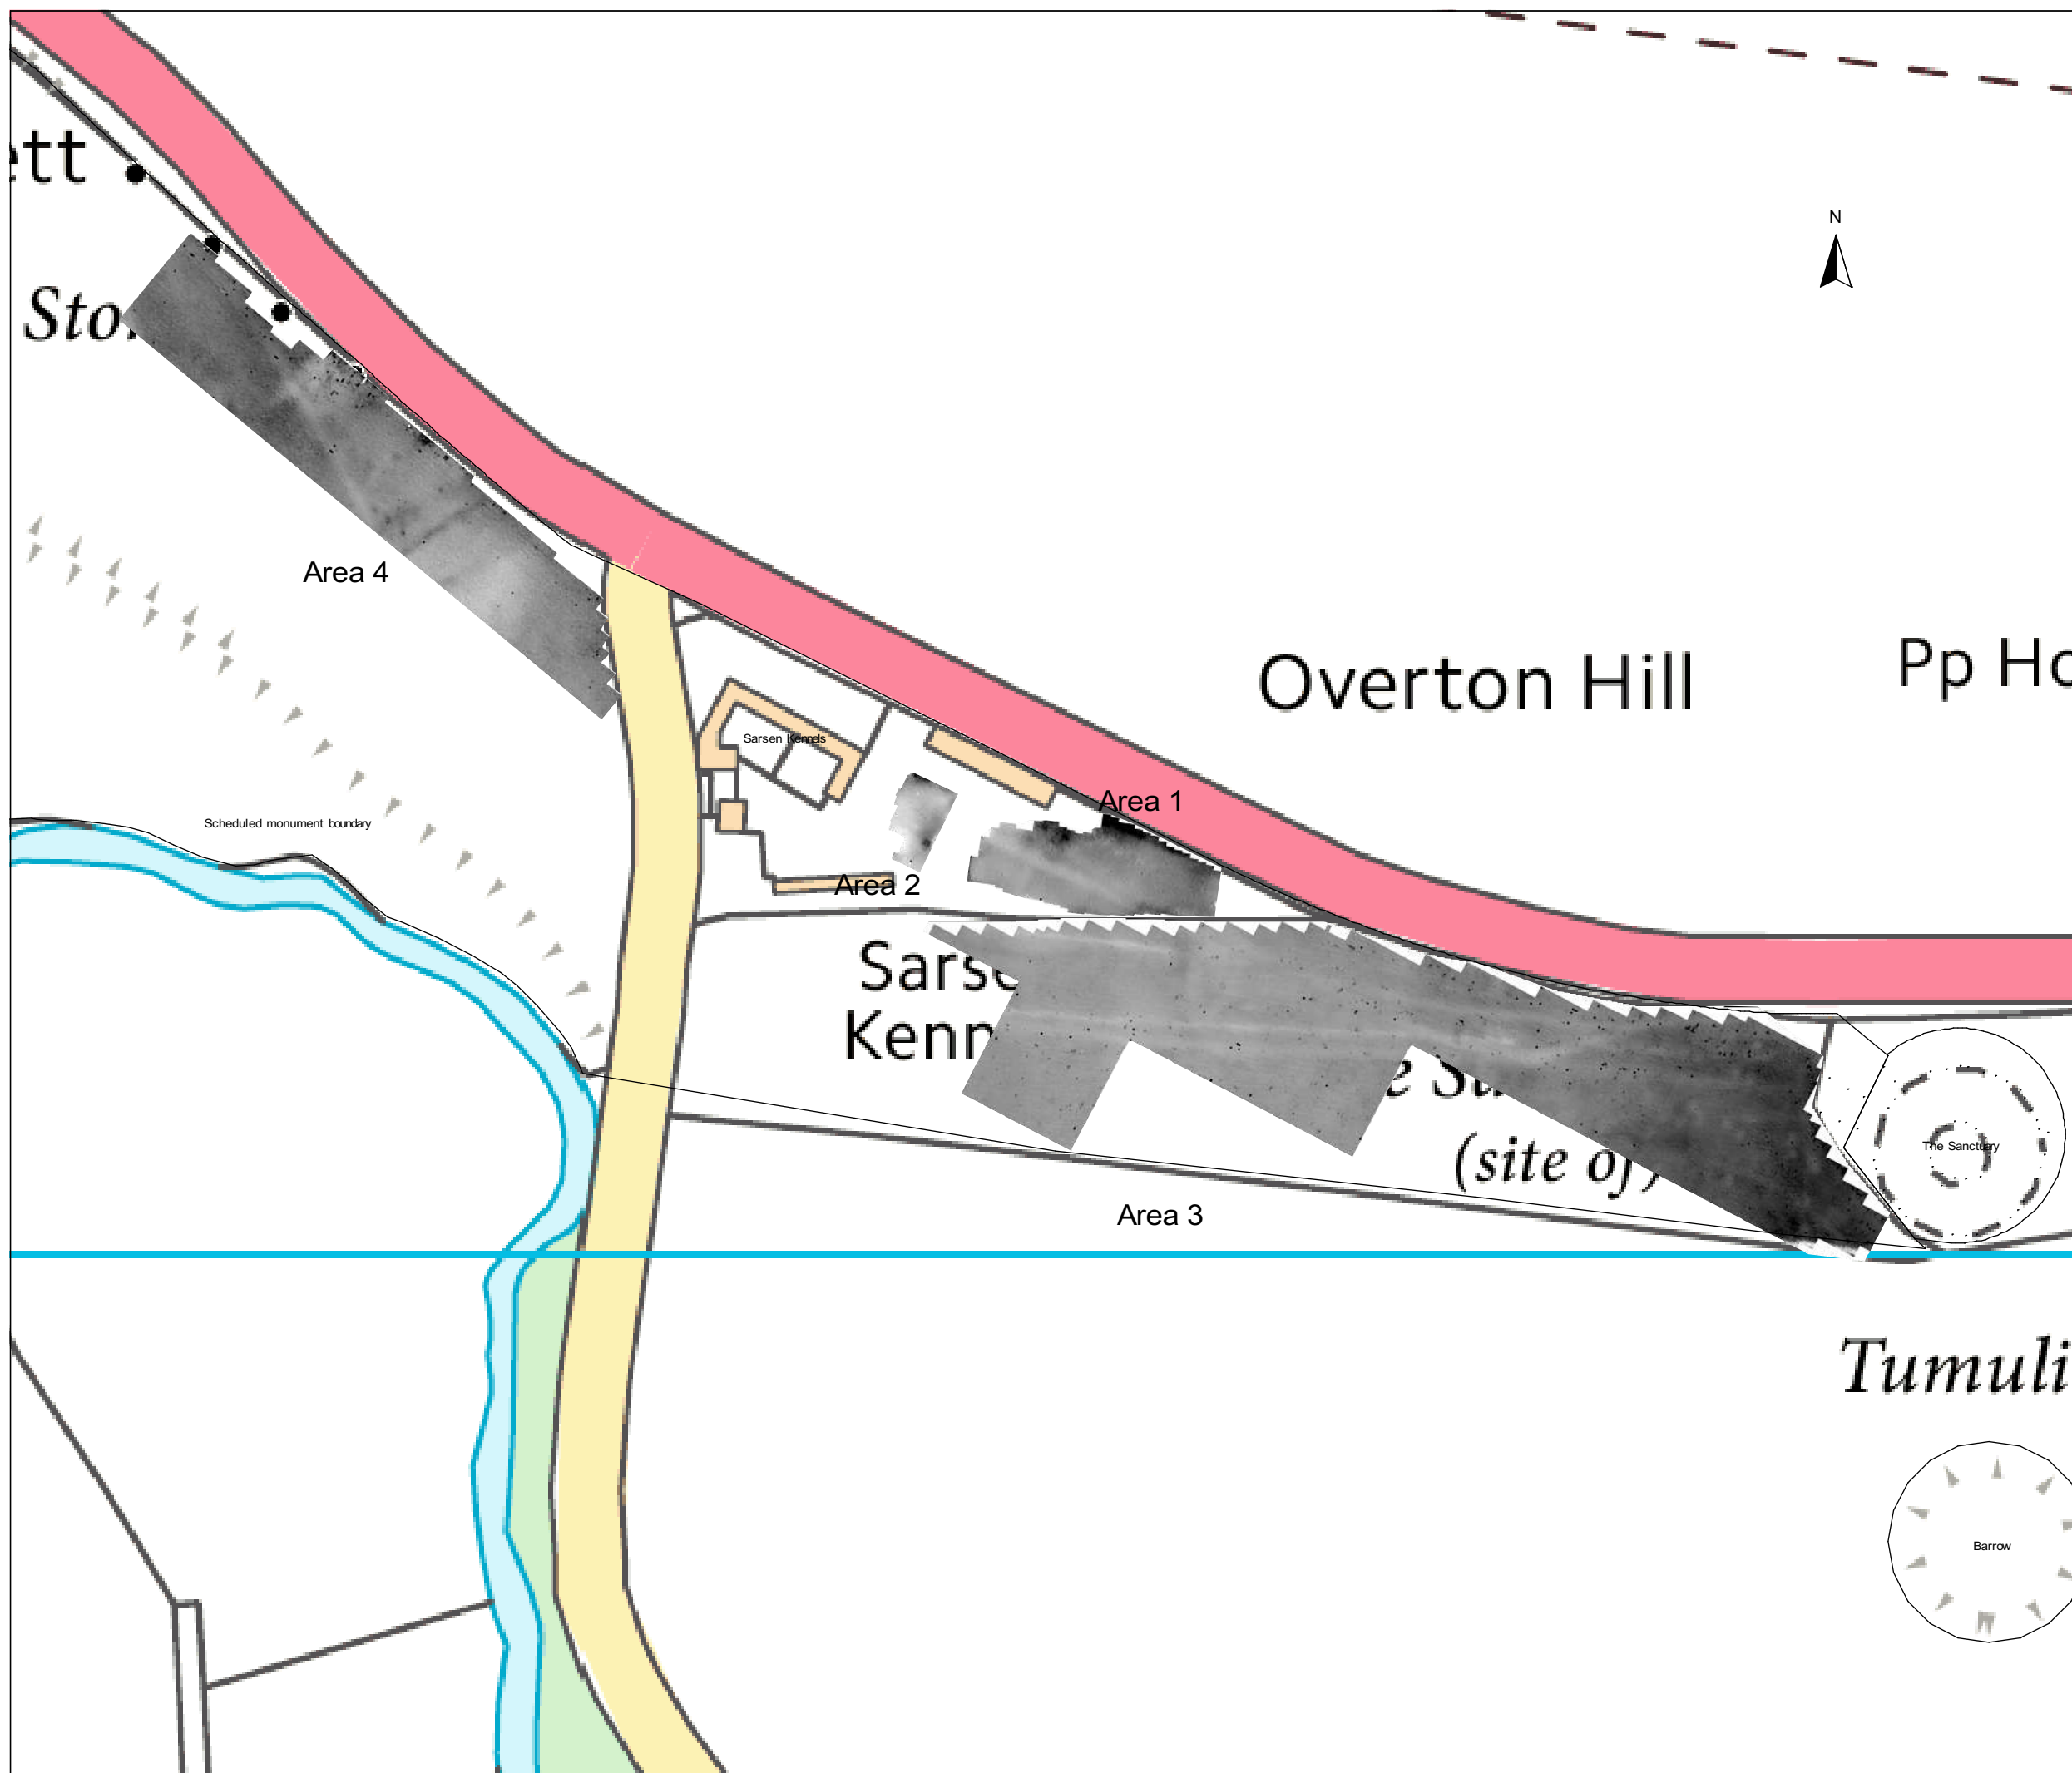 ett
N
Sto
Area 4
Overton Hill
Pp Ho
Sarsen Kennels
Area 1
Scheduled monument boundary
Area 2
Sarse
Kenn
e Sa
The Sanctuary
(site of)
Area 3
Tumuli
Barrow